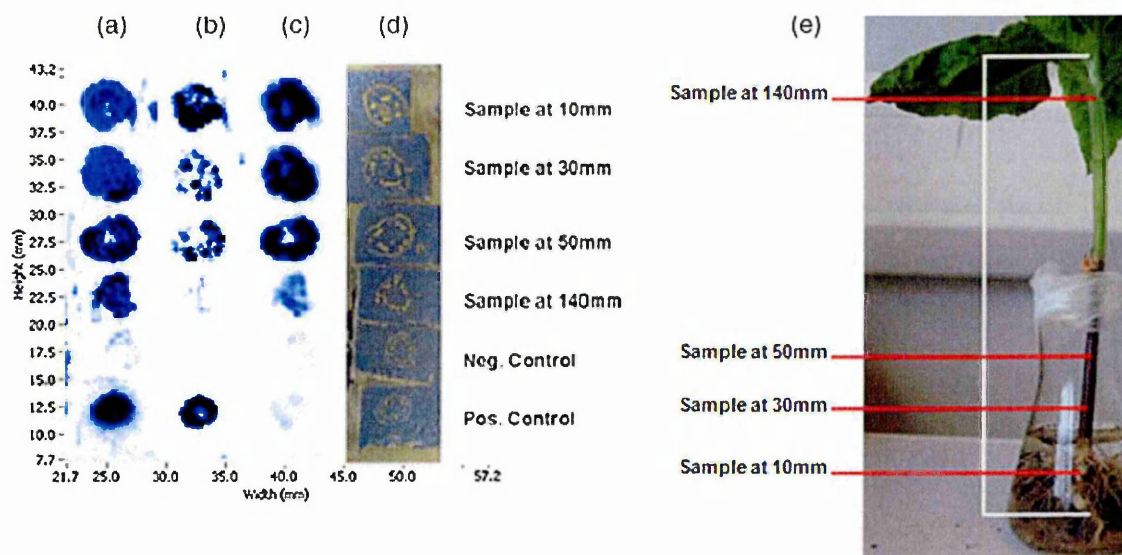 (a) (b) (c) (d) (e)
43.2
40.0
37.5
35.0
32.5
30.0
27.5
25.0
22.5
20.0
17.5
15.0
12.5
10.0
7.7
Height (mm)
21.7 25.0 30.0 35.0 40.0 45.0 50.0 57.2
Width (mm)
Sample at 10mm
Sample at 30mm
Sample at 50mm
Sample at 140mm
Neg. Control
Pos. Control
Sample at 140mm
Sample at 50mm
Sample at 30mm
Sample at 10mm